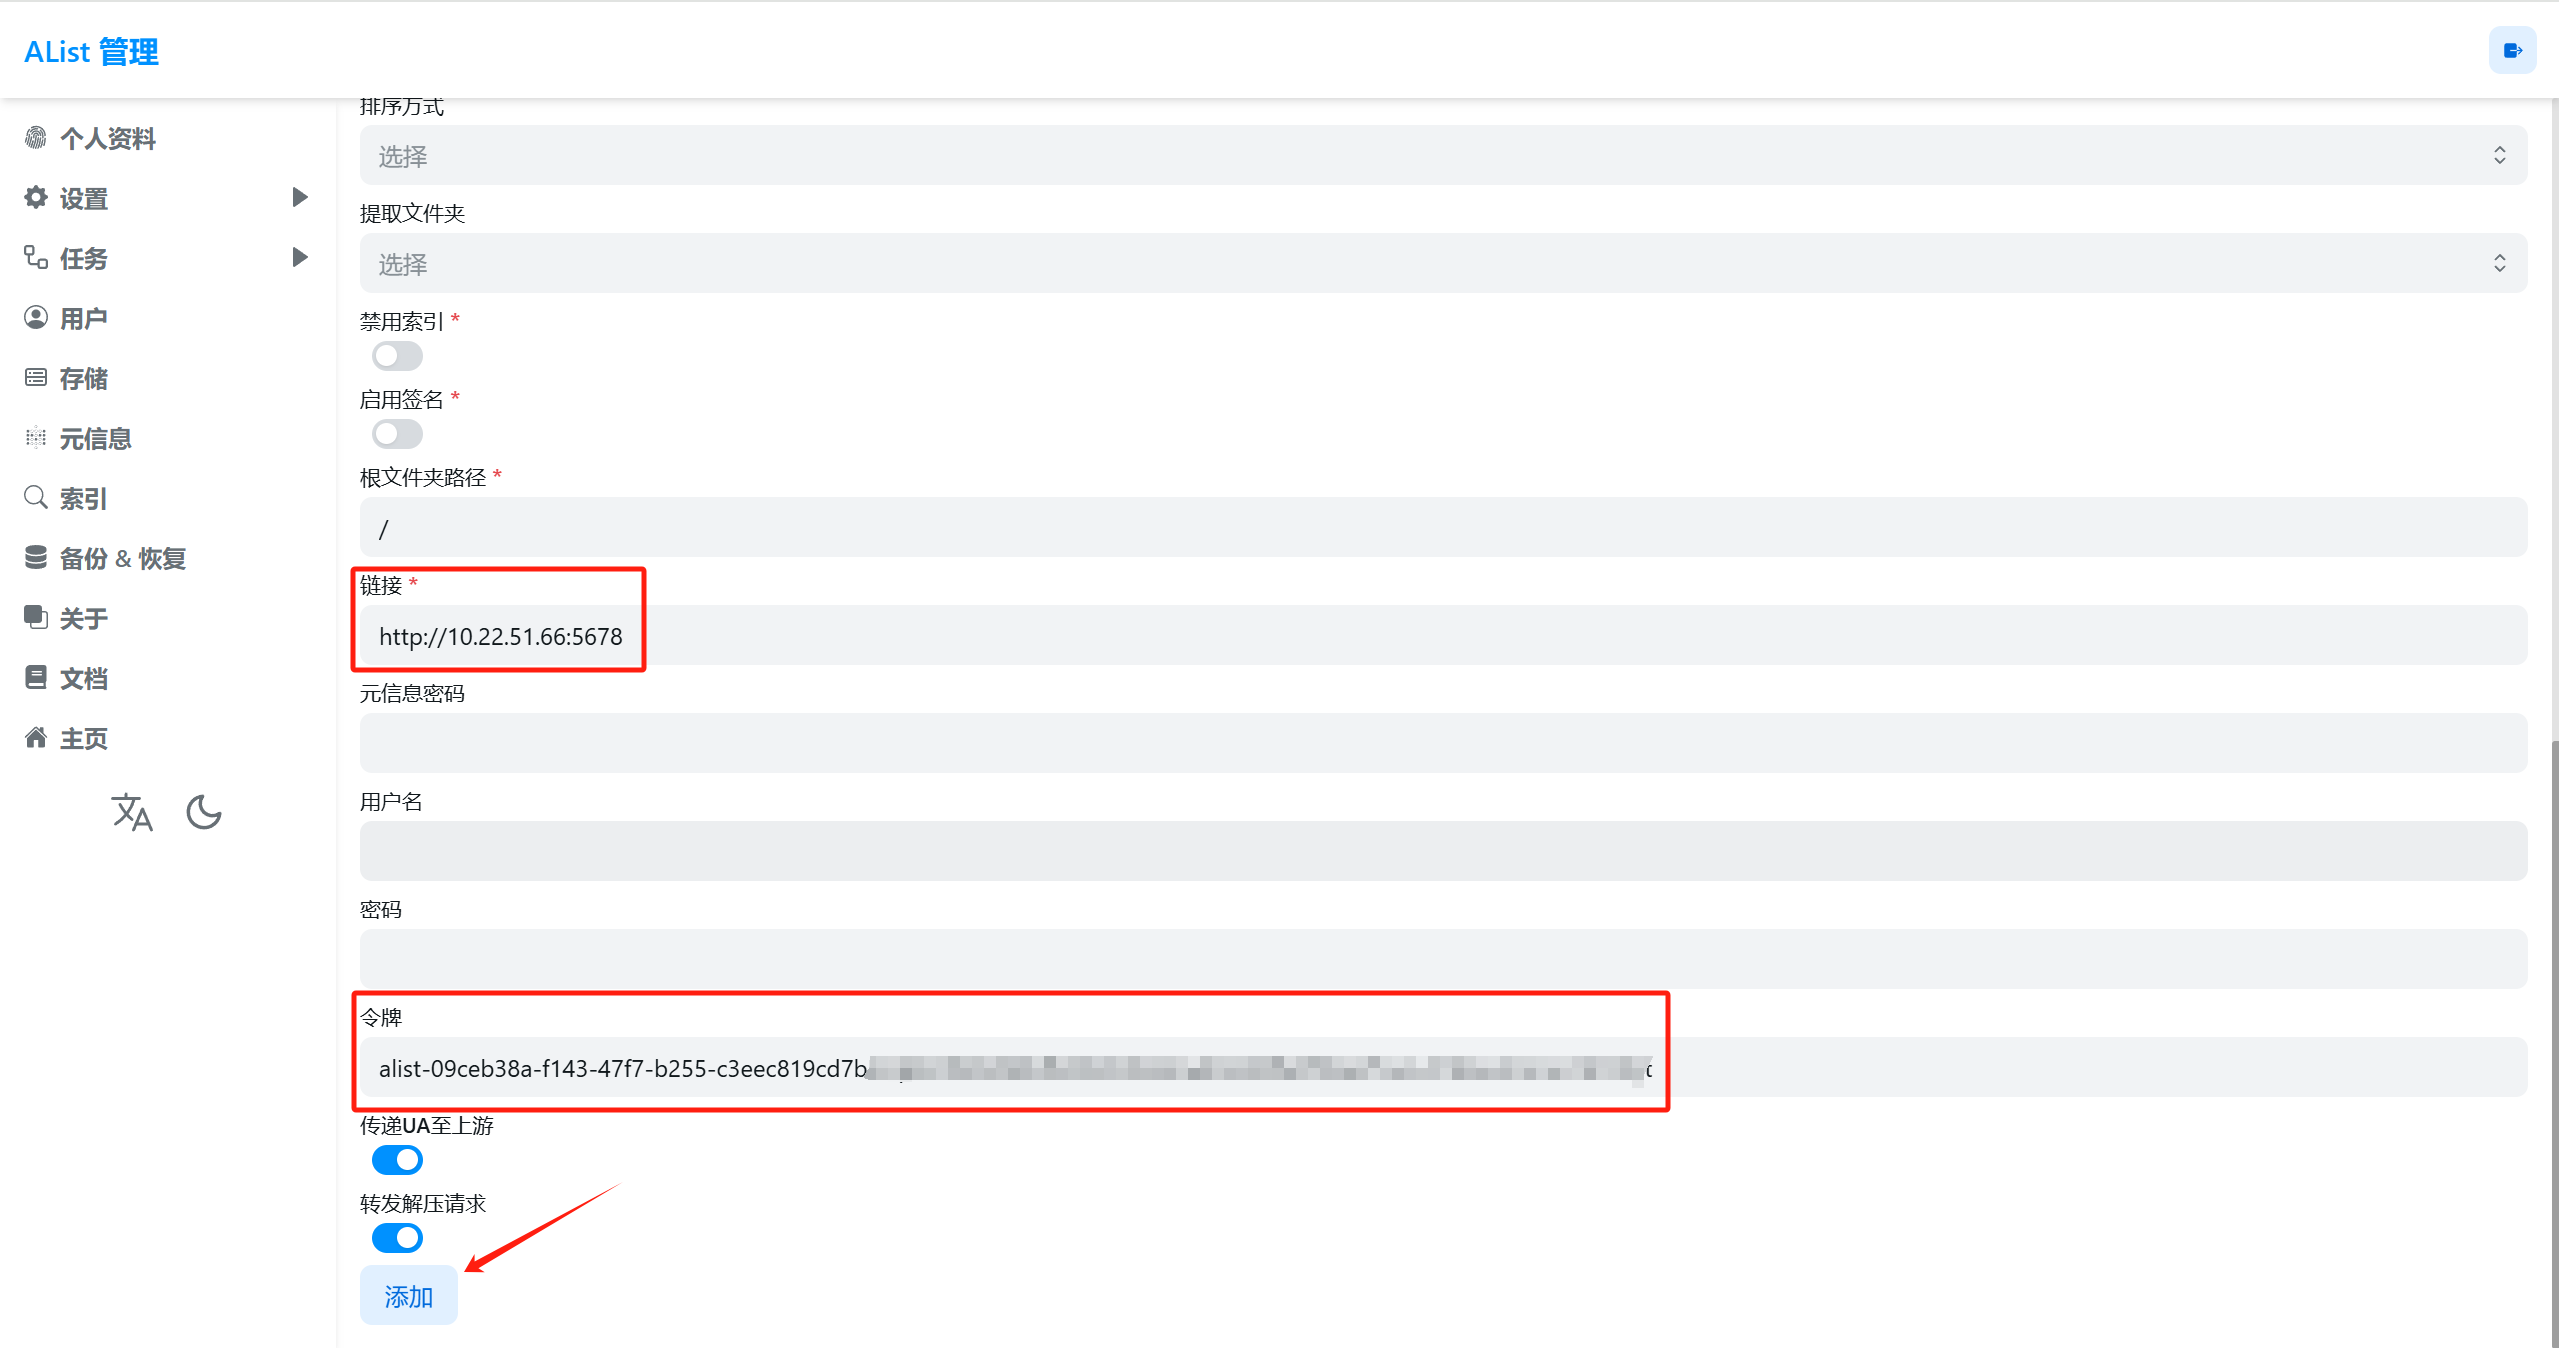 AList 管理
个人资料
设置
任务
用户
存储
元信息
索引
备份 & 恢复
关于
文档
主页
排序方式
选择
提取文件夹
选择
禁用索引 *
启用签名 *
根文件夹路径 *
/
链接 *
http://10.22.51.66:5678
元信息密码
用户名
密码
令牌
alist-09ceb38a-f143-47f7-b255-c3eec819cd7b
传递UA至上游
转发解压请求
添加